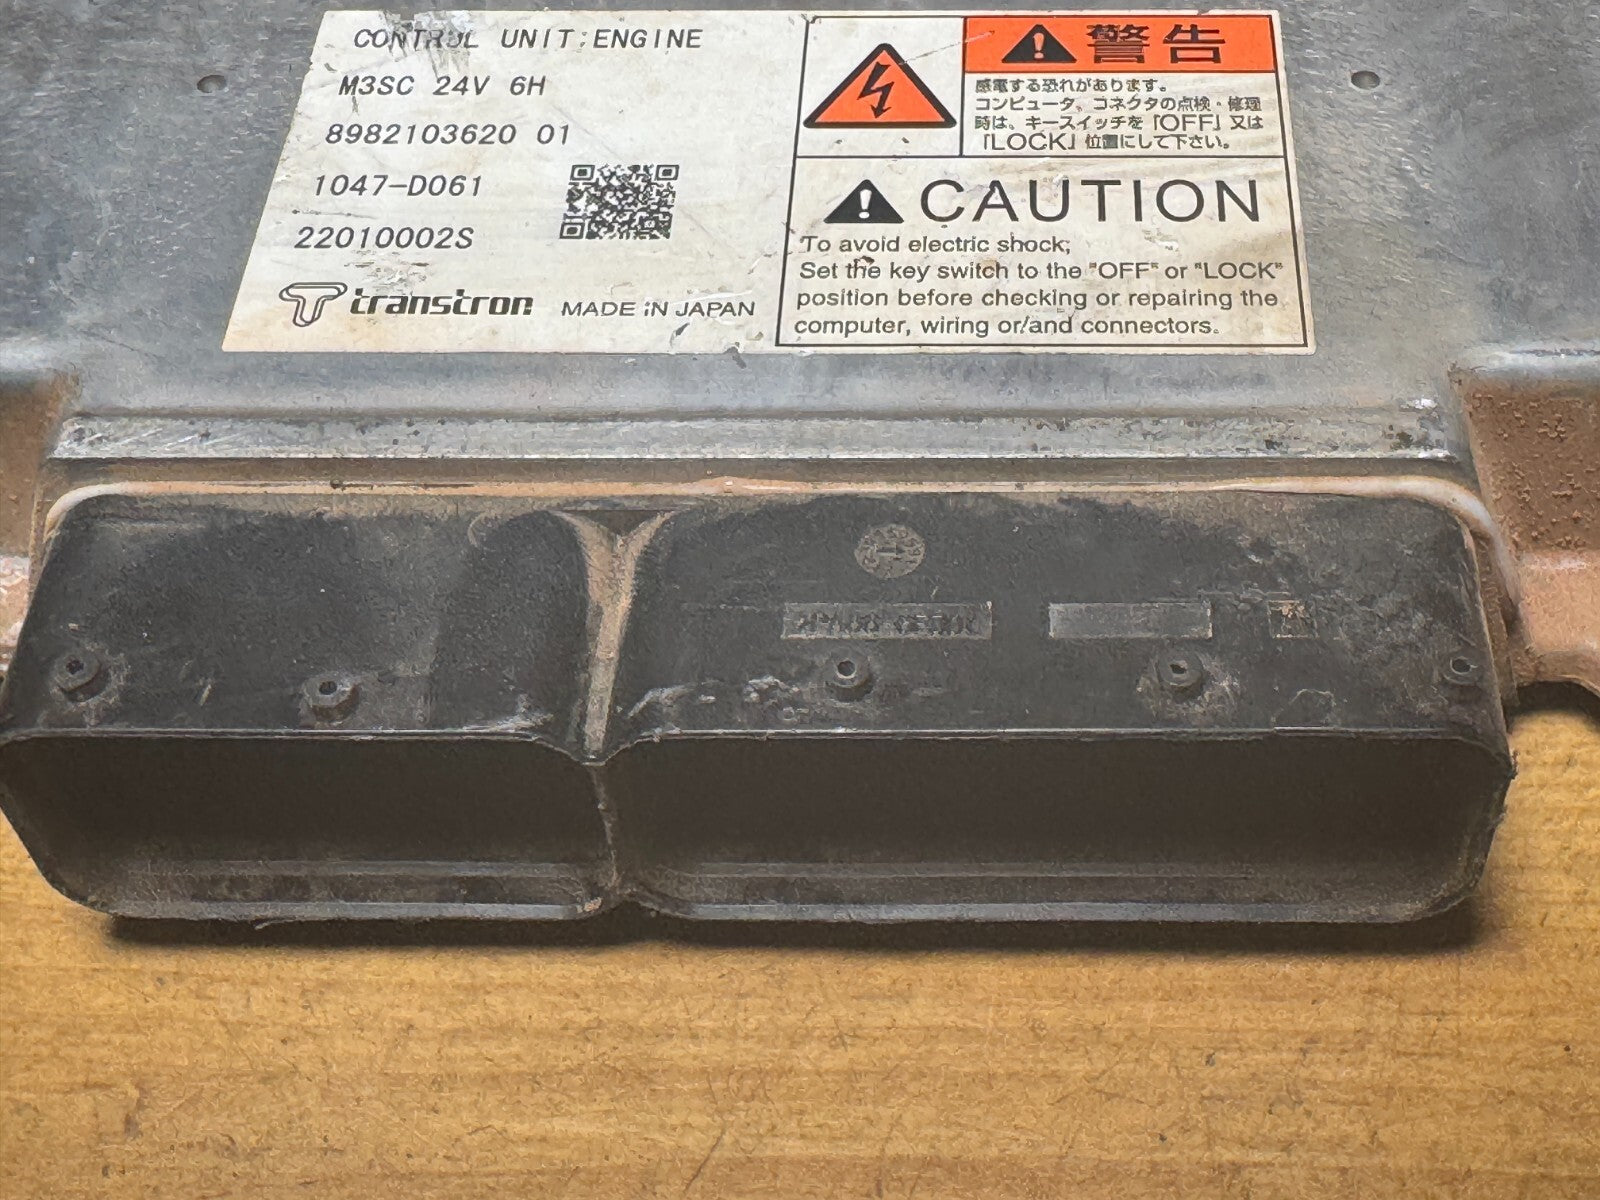 CONTROL UNIT;ENGINE
M3SC 24V 6H
8982103620 01
1047-D061
22010002S
transtron MADE IN JAPAN
警告
感電する恐れがあります。
コンピュータ、コネクタの点検・修理
時は、キースイッチを「OFF」又は
「LOCK」位置にして下さい。
CAUTION
To avoid electric shock;
Set the key switch to the "OFF" or "LOCK"
position before checking or repairing the
computer, wiring or/and connectors.